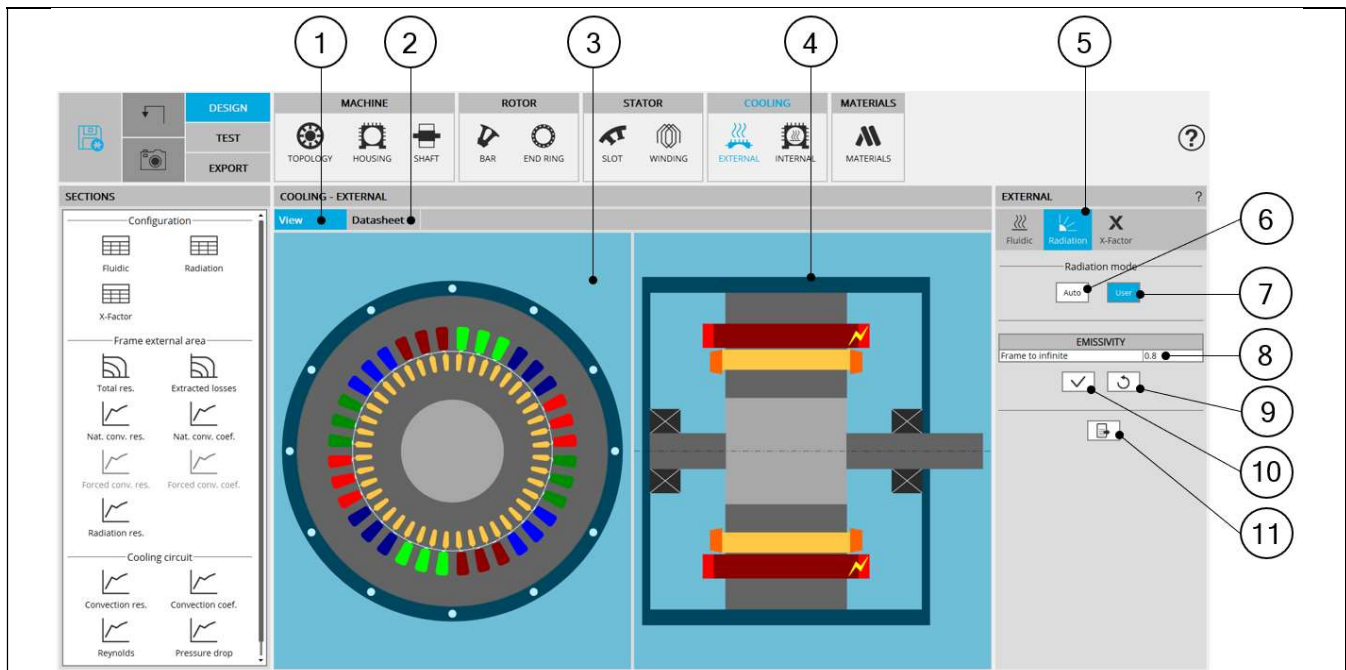 1 2 3 4 5
DESIGN
TEST
EXPORT
MACHINE
TOPOLOGY HOUSING SHAFT
ROTOR
BAR END RING
STATOR
SLOT WINDING
COOLING
EXTERNAL INTERNAL
MATERIALS
MATERIALS
?
SECTIONS
Configuration
Fluidic Radiation
X-Factor
Frame external area
Total res. Extracted losses
Nat. conv. res. Nat. conv. coef.
Forced conv. res. Forced conv. coef.
Radiation res.
Cooling circuit
Convection res. Convection coef.
Reynolds Pressure drop
COOLING - EXTERNAL
View Datasheet
EXTERNAL ?
X
Fluidic Radiation X-Factor
Radiation mode
Auto User
EMISSIVITY
Frame to infinite 0.8
6
7
8
9
10
11